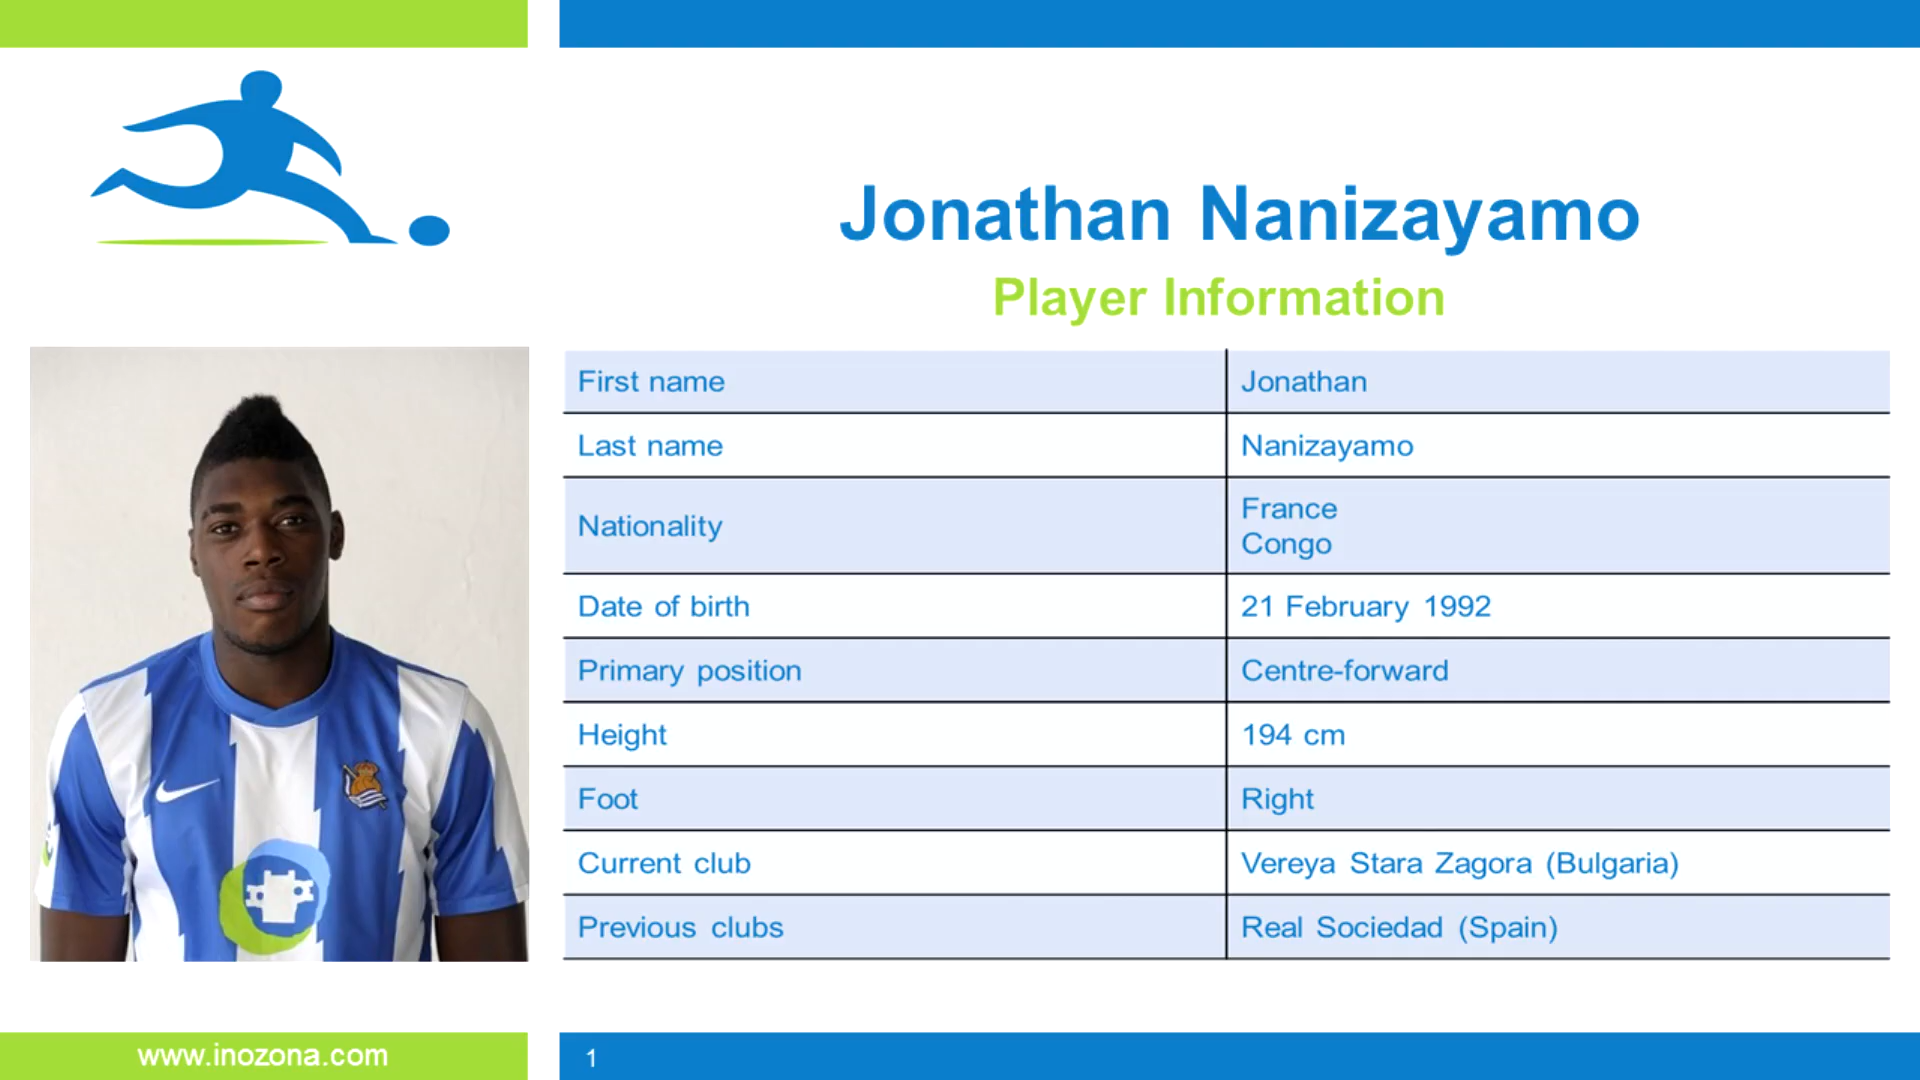 Jonathan Nanizayamo
Player Information
First name Jonathan
Last name Nanizayamo
Nationality France
Congo
Date of birth 21 February 1992
Primary position Centre-forward
Height 194 cm
Foot Right
Current club Vereya Stara Zagora (Bulgaria)
Previous clubs Real Sociedad (Spain)
www.inozona.com 1